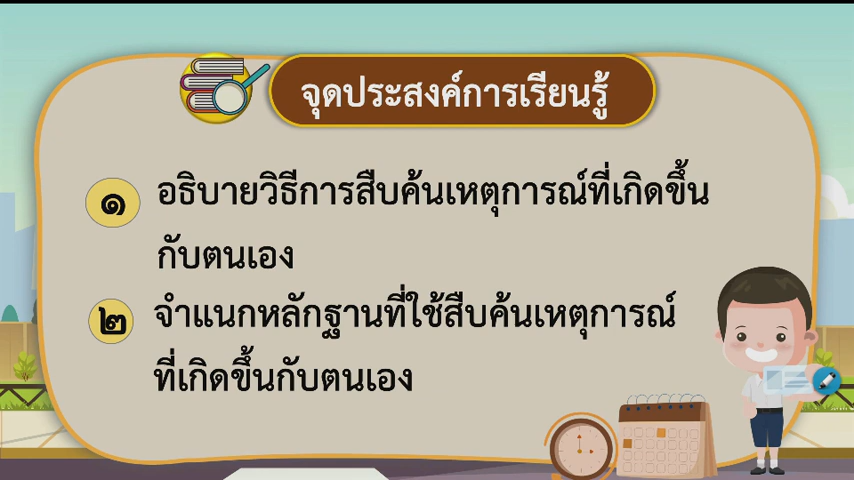 จุดประสงค์การเรียนรู้
๑ อธิบายวิธีการสืบค้นเหตุการณ์ที่เกิดขึ้น
กับตนเอง
๒ จำแนกหลักฐานที่ใช้สืบค้นเหตุการณ์
ที่เกิดขึ้นกับตนเอง